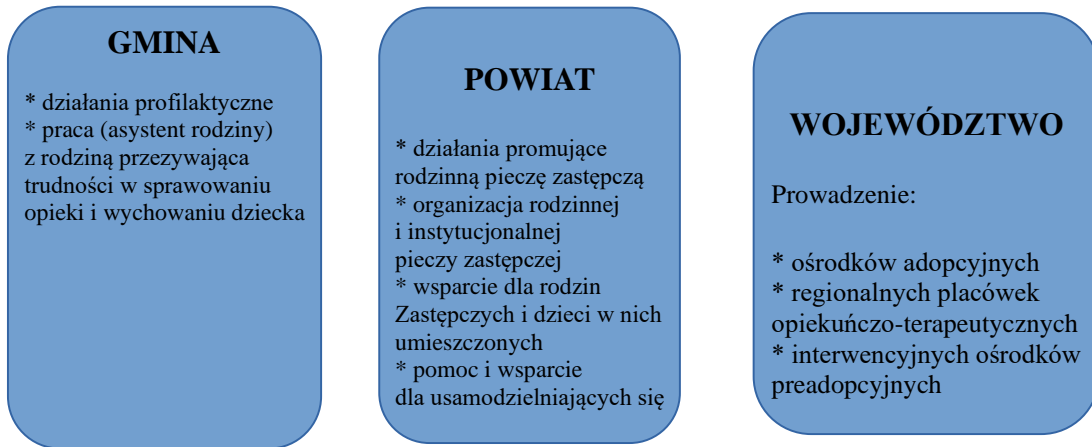 GMINA
* działania profilaktyczne
* praca (asystent rodziny)
z rodziną przezywająca
trudności w sprawowaniu
opieki i wychowaniu dziecka
POWIAT
* działania promujące
rodzinną pieczę zastępczą
* organizacja rodzinnej
i instytucjonalnej
pieczy zastępczej
* wsparcie dla rodzin
Zastępczych i dzieci w nich
umieszczonych
* pomoc i wsparcie
dla usamodzielniających się
WOJEWÓDZTWO
Prowadzenie:
* ośrodków adopcyjnych
* regionalnych placówek
opiekuńczo-terapeutycznych
* interwencyjnych ośrodków
preadopcyjnych